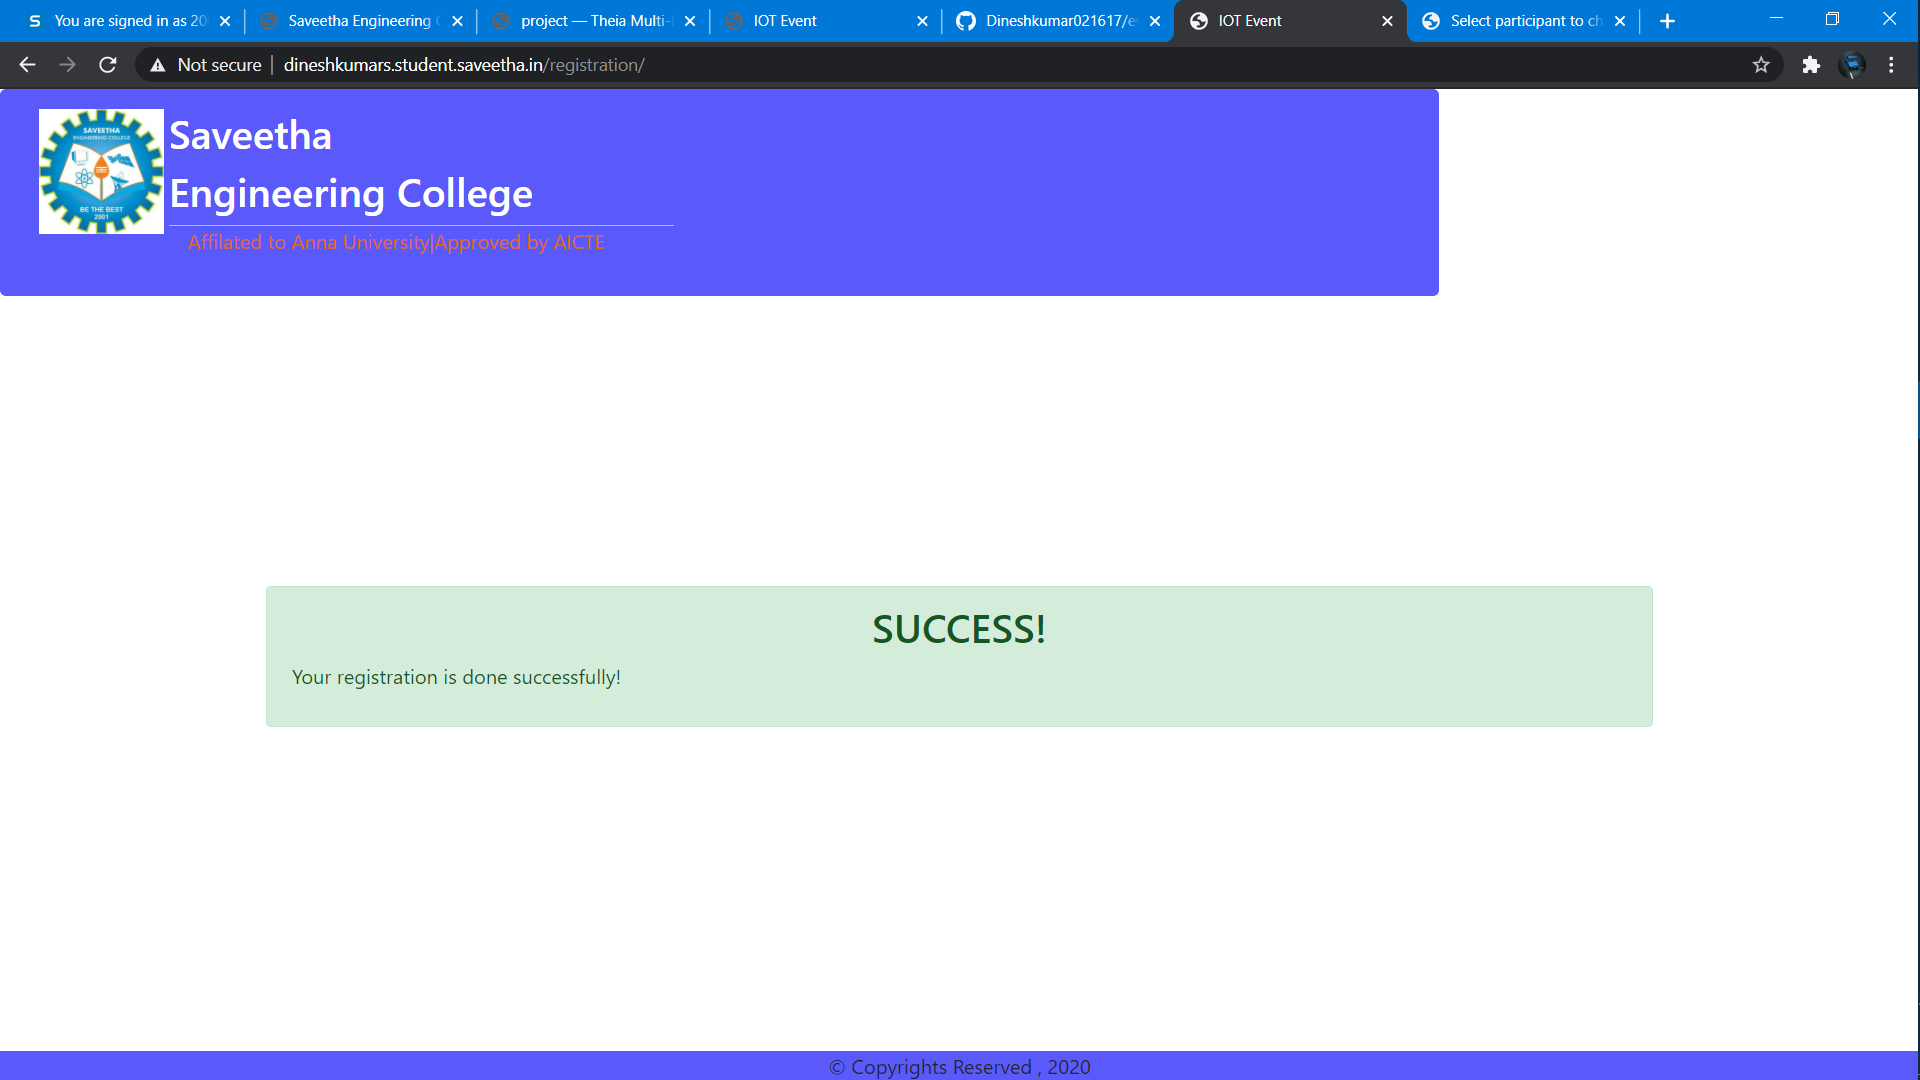 You are signed in as 20
Saveetha Engineering C
project — Theia Multi-
IOT Event
Dineshkumar021617/ev
IOT Event
Select participant to ch
Not secure
dineshkumars.student.saveetha.in/registration/
SAVEETHA
ENGINEERING COLLEGE
BE THE BEST
2001
Saveetha
Engineering College
Affilated to Anna University|Approved by AICTE
SUCCESS!
Your registration is done successfully!
© Copyrights Reserved , 2020